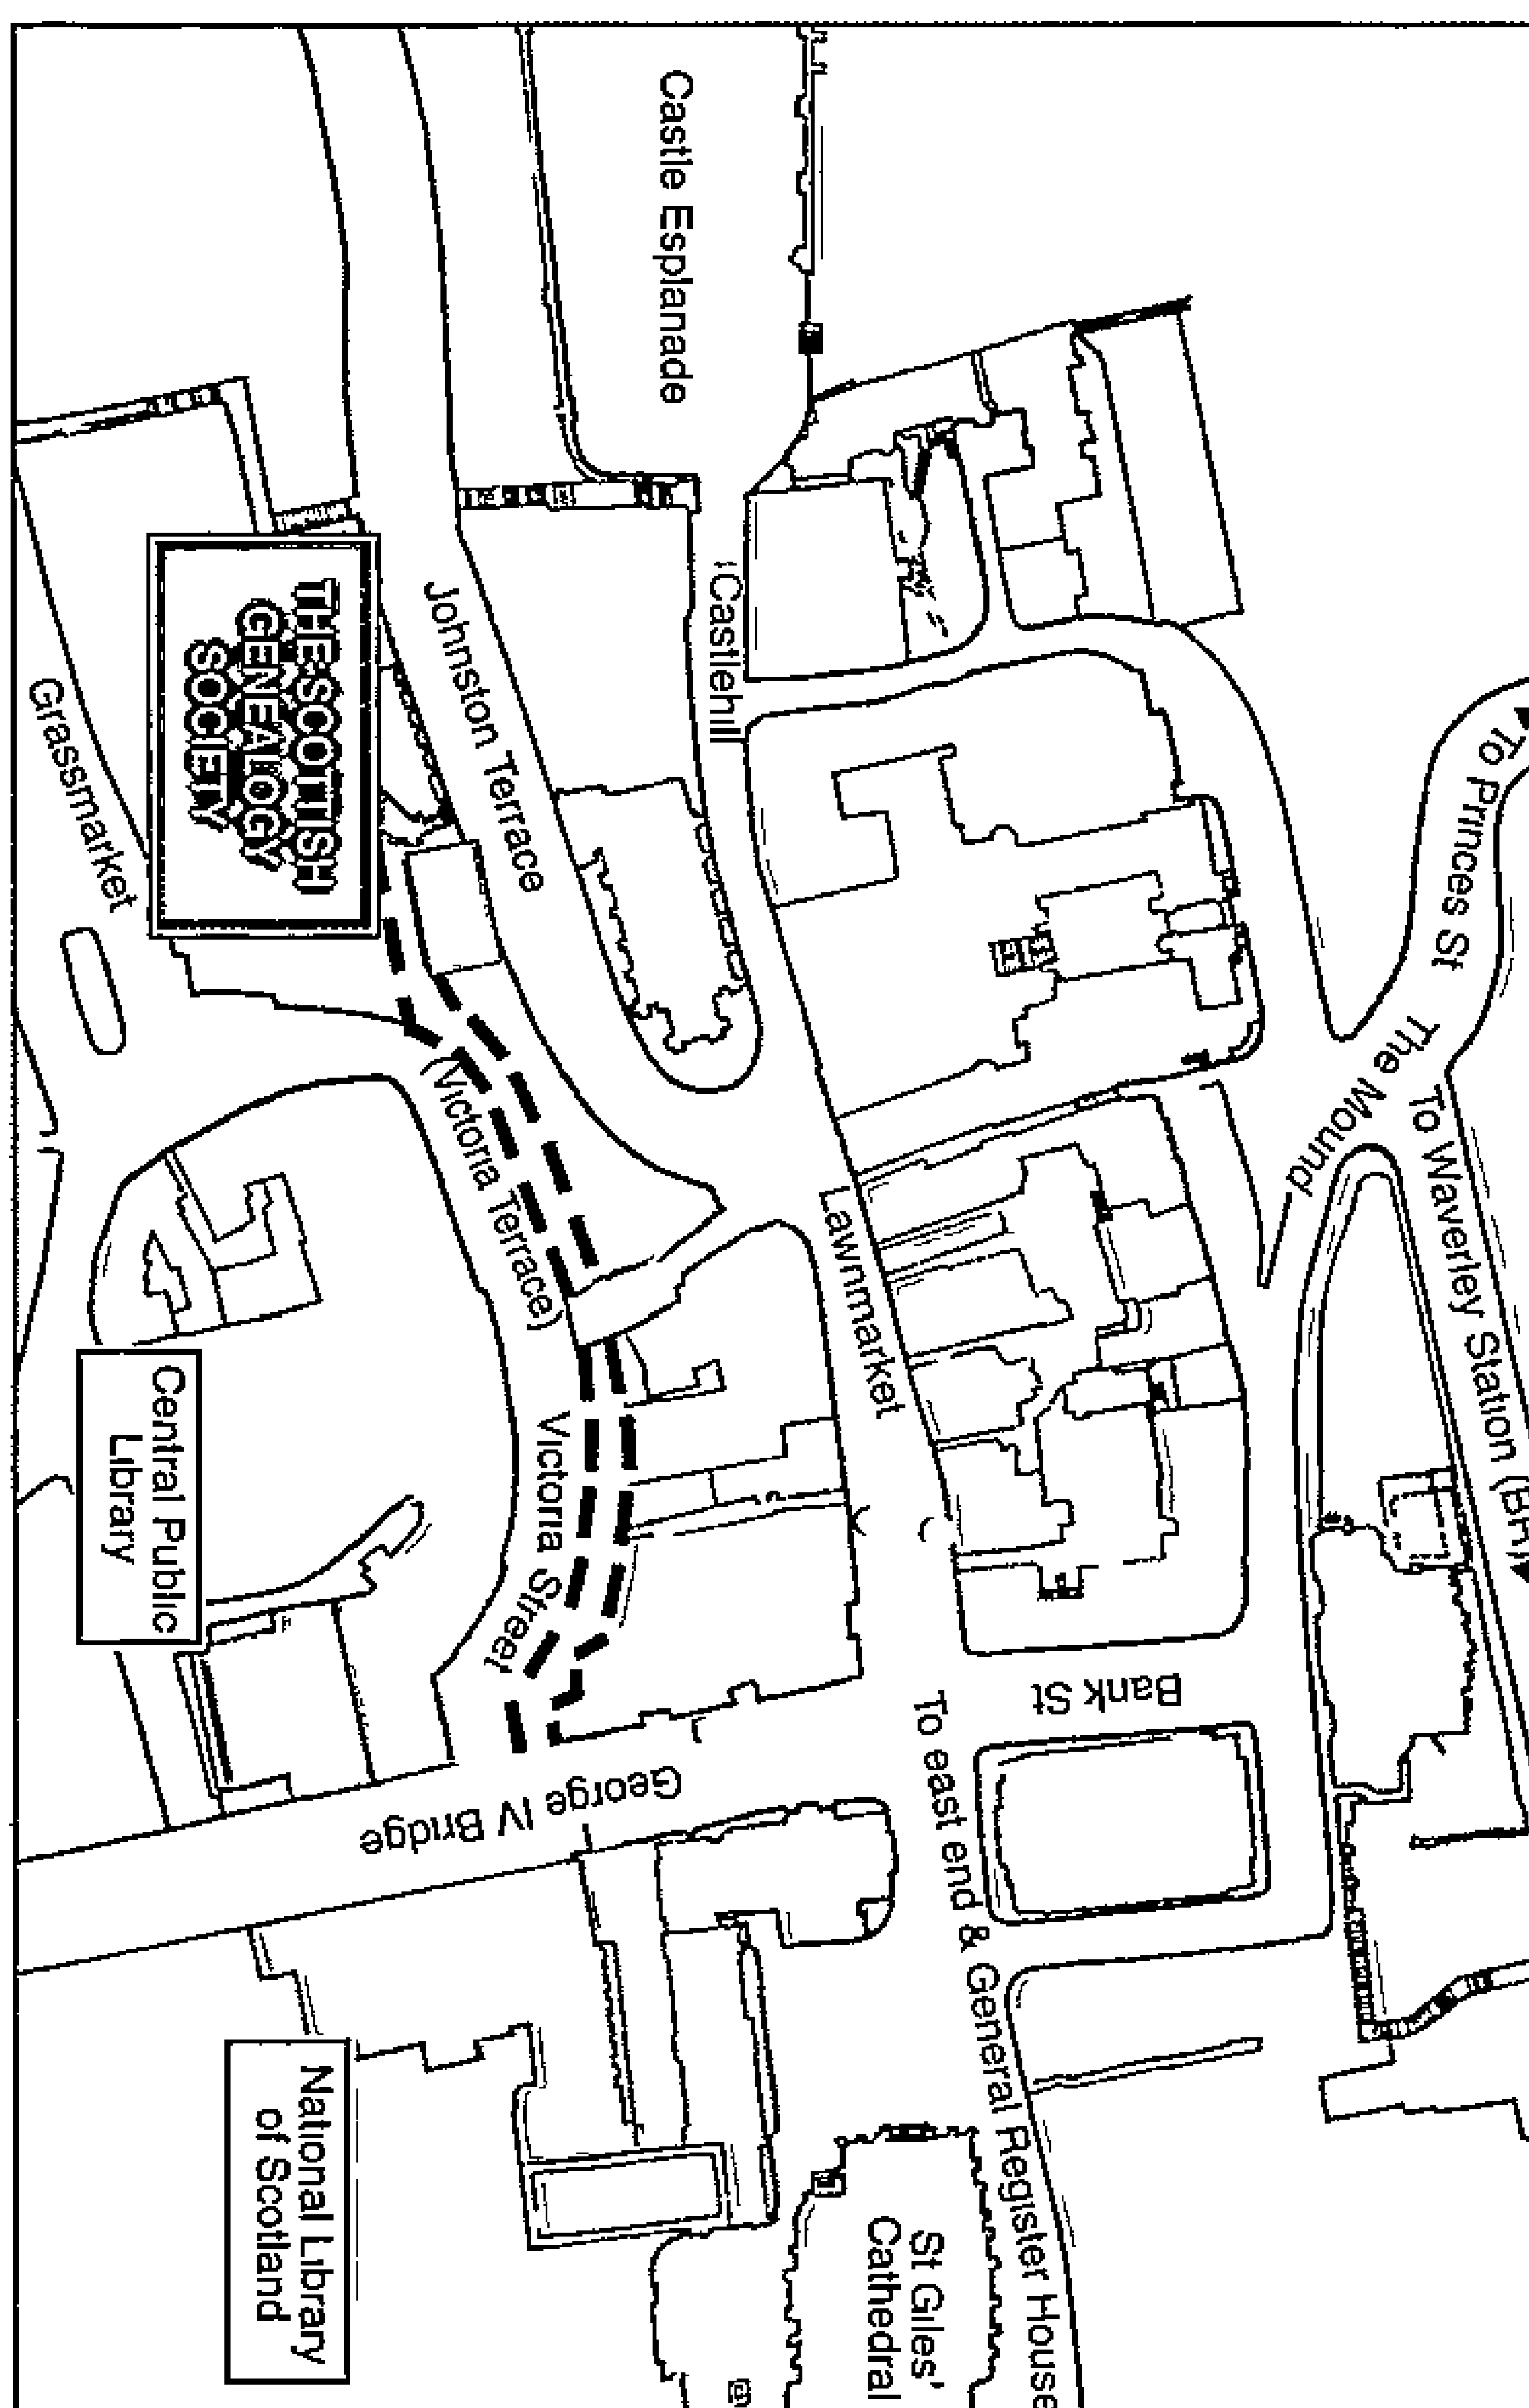 To Princes St
The Mound
To Waverley Station (BR)
Castle Esplanade
Castlehill
Johnston Terrace
Lawnmarket
Bank St
To east end & General Register House
St Giles'
Cathedral
THE SCOTTISH
GENEALOGY
SOCIETY
Grassmarket
(Victoria Terrace)
Victoria Street
George IV Bridge
Central Public
Library
National Library
of Scotland